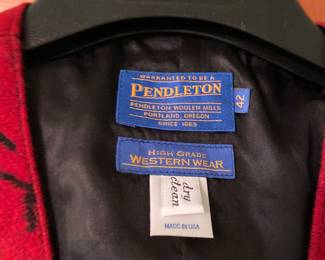 WARRANTED TO BE A
PENDLETON
PENDLETON WOOLEN MILLS
PORTLAND, OREGON
SINCE 1863
42
HIGH GRADE
WESTERN WEAR
dry
clean
MADE IN USA